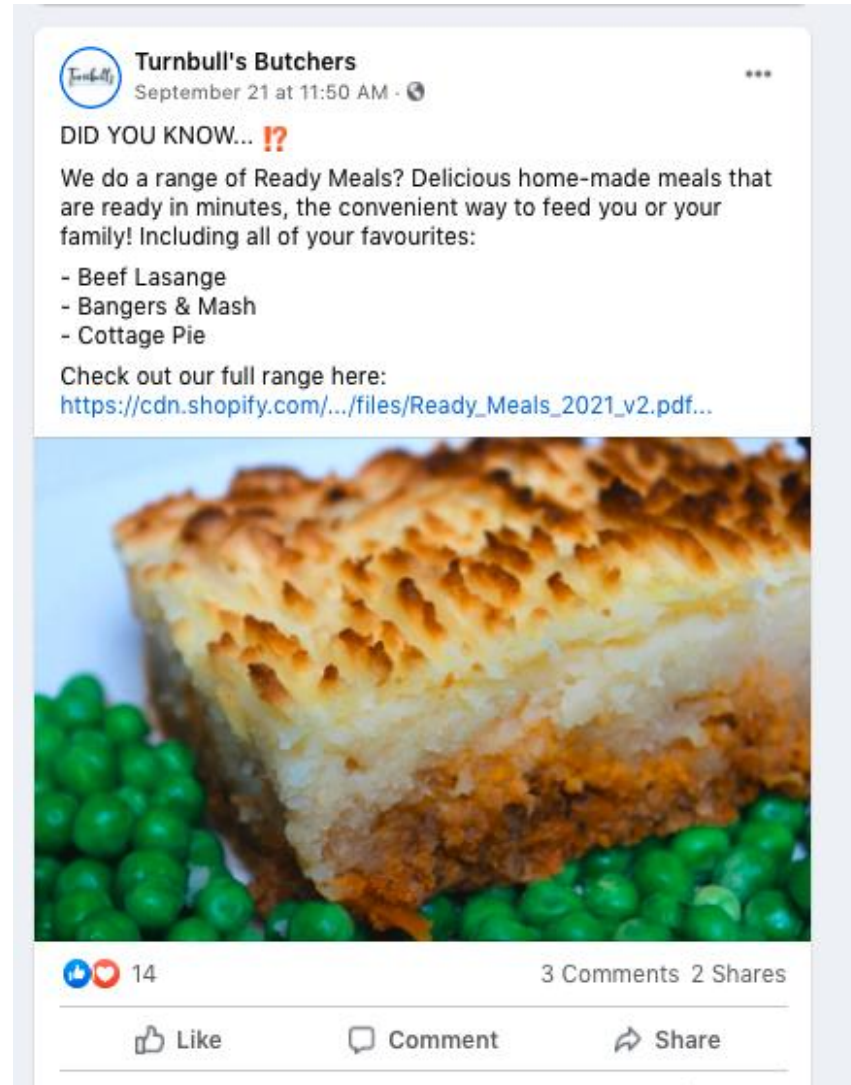 Turnbull's Butchers
Turnbulls
September 21 at 11:50 AM ·
DID YOU KNOW... ⁉
We do a range of Ready Meals? Delicious home-made meals that
are ready in minutes, the convenient way to feed you or your
family! Including all of your favourites:
- Beef Lasange
- Bangers & Mash
- Cottage Pie
Check out our full range here:
https://cdn.shopify.com/.../files/Ready_Meals_2021_v2.pdf...
14
3 Comments 2 Shares
Like Comment Share